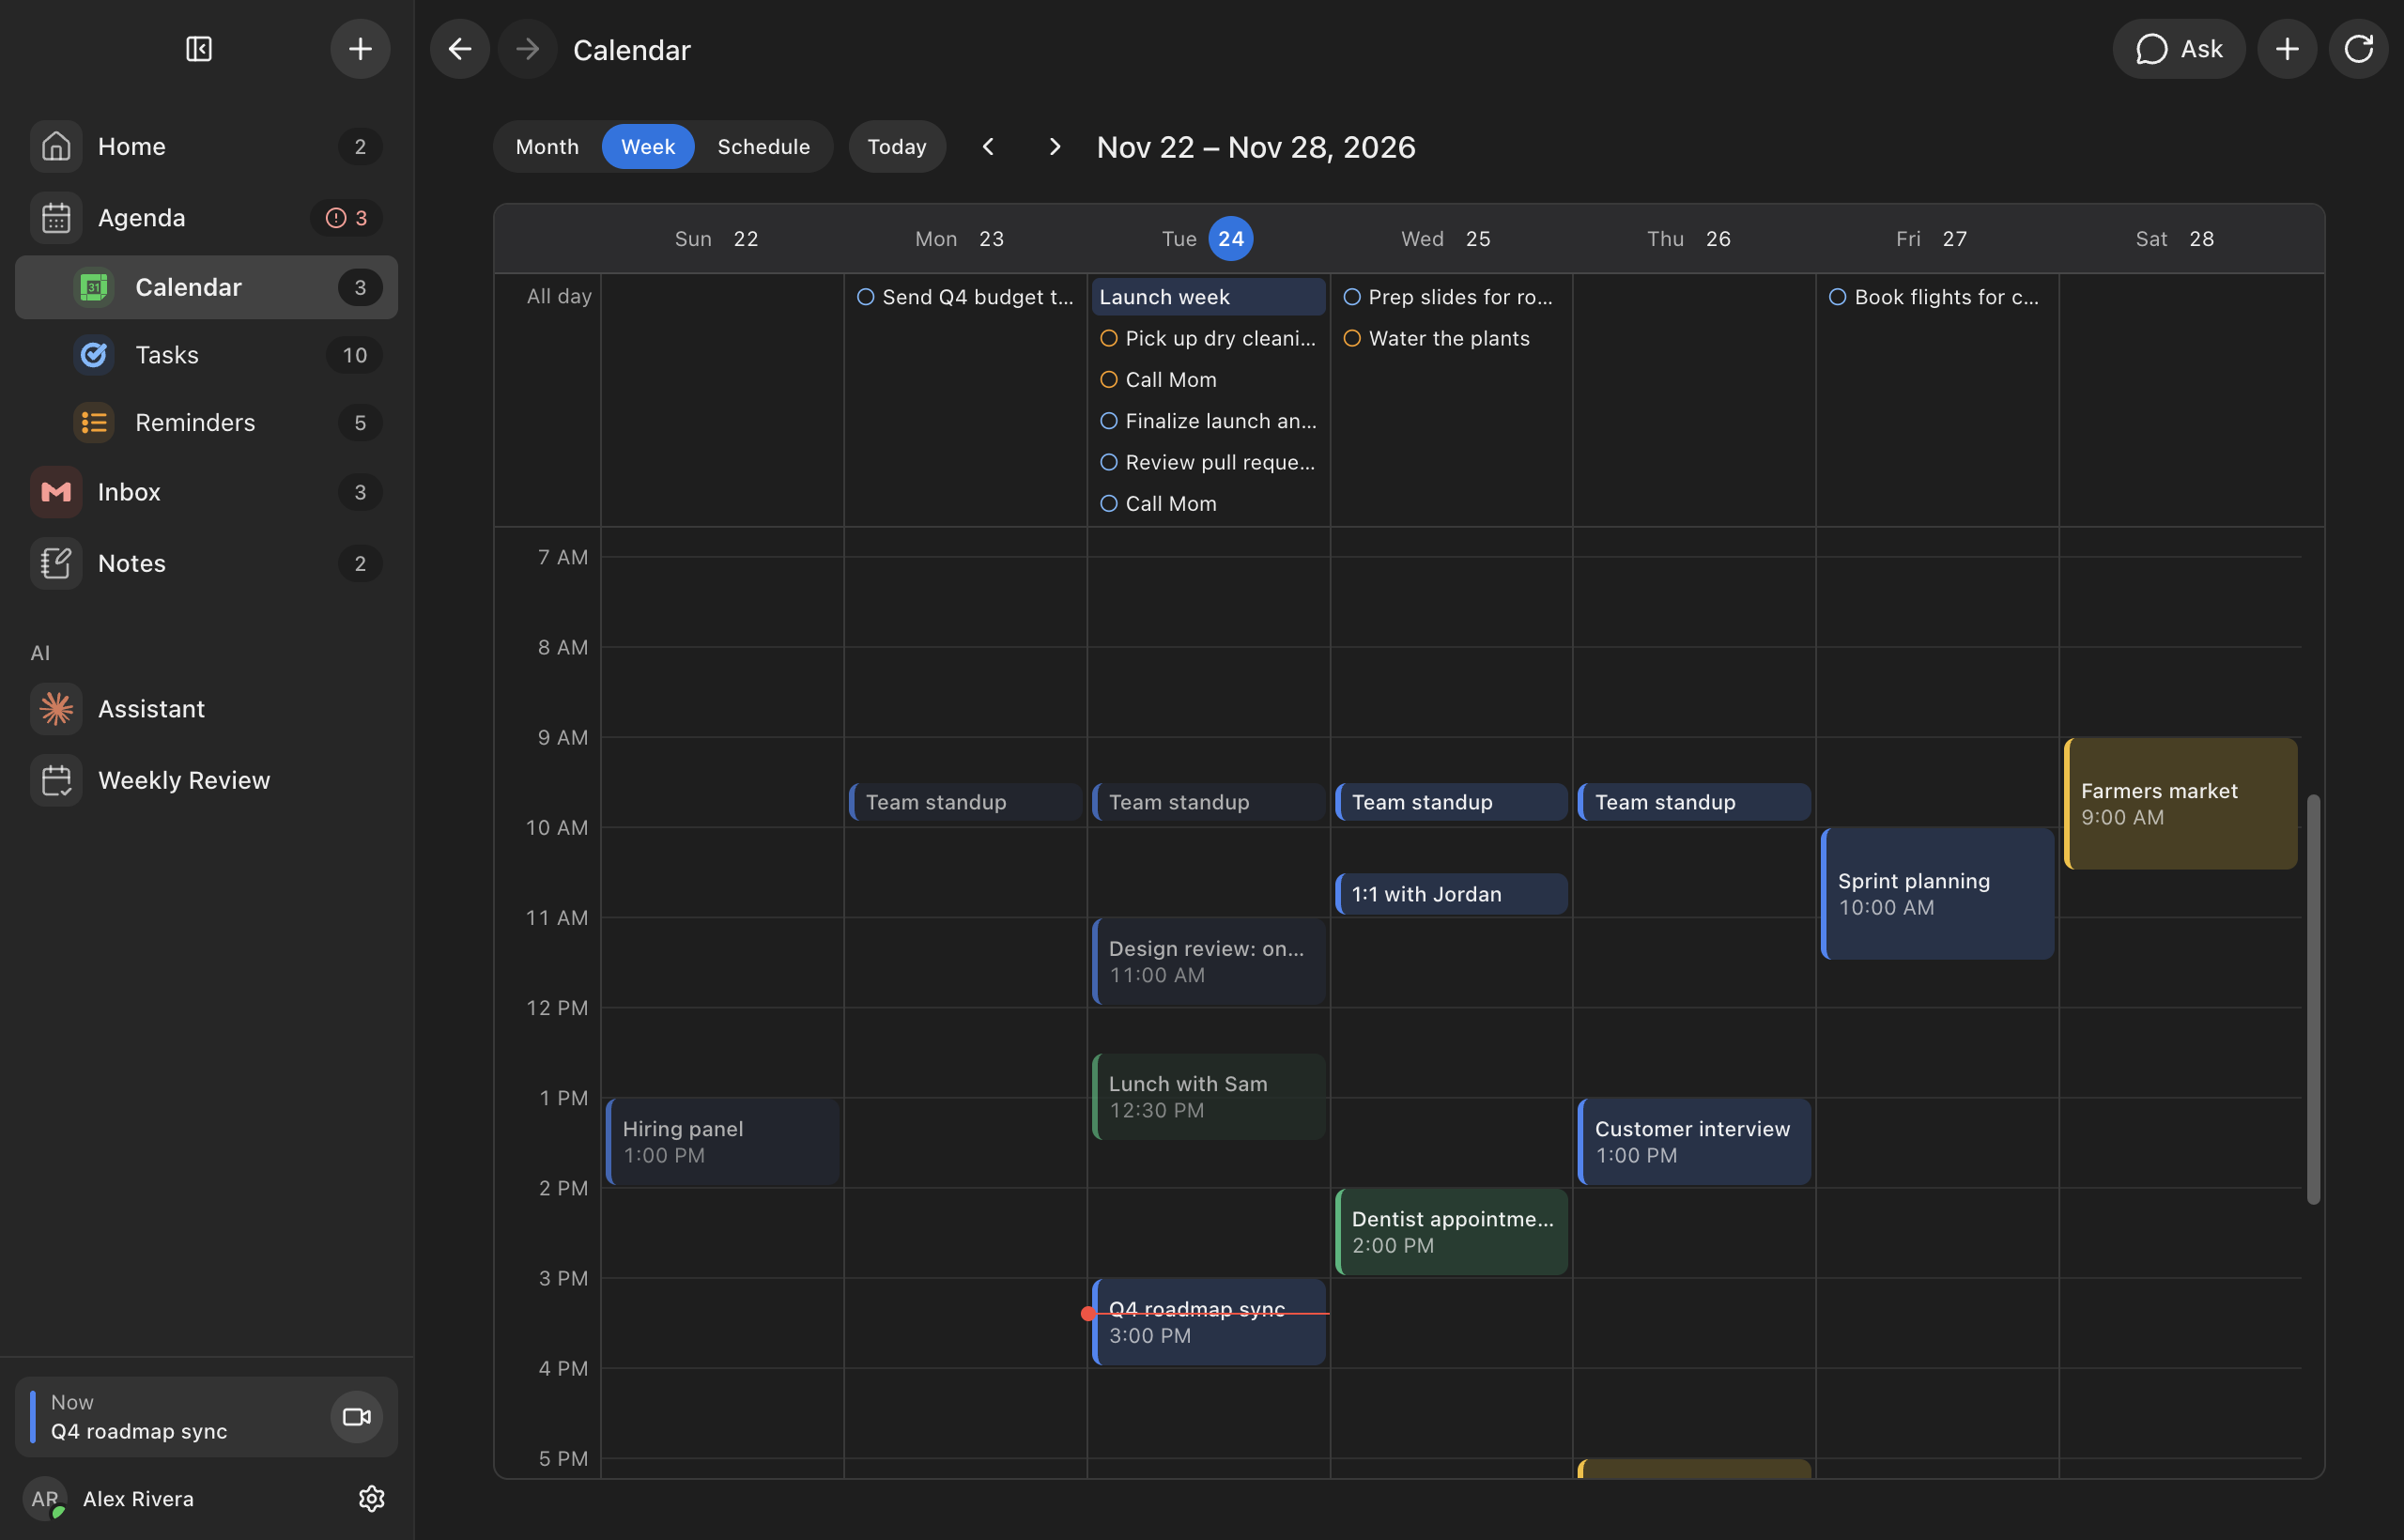 Home 2
Agenda 3
Calendar 3
Tasks 10
Reminders 5
Inbox 3
Notes 2
AI
Assistant
Weekly Review
Now
Q4 roadmap sync
AR Alex Rivera
Calendar
Ask
Month Week Schedule Today Nov 22 – Nov 28, 2026
Sun 22 Mon 23 Tue 24 Wed 25 Thu 26 Fri 27 Sat 28
All day
Send Q4 budget t...
Launch week
Pick up dry cleani...
Call Mom
Finalize launch an...
Review pull reque...
Call Mom
Prep slides for ro...
Water the plants
Book flights for c...
7 AM
8 AM
9 AM
10 AM
11 AM
12 PM
1 PM
2 PM
3 PM
4 PM
5 PM
Hiring panel
1:00 PM
Team standup
Team standup
Design review: on...
11:00 AM
Lunch with Sam
12:30 PM
Q4 roadmap sync
3:00 PM
Team standup
1:1 with Jordan
Dentist appointme...
2:00 PM
Team standup
Customer interview
1:00 PM
Sprint planning
10:00 AM
Farmers market
9:00 AM